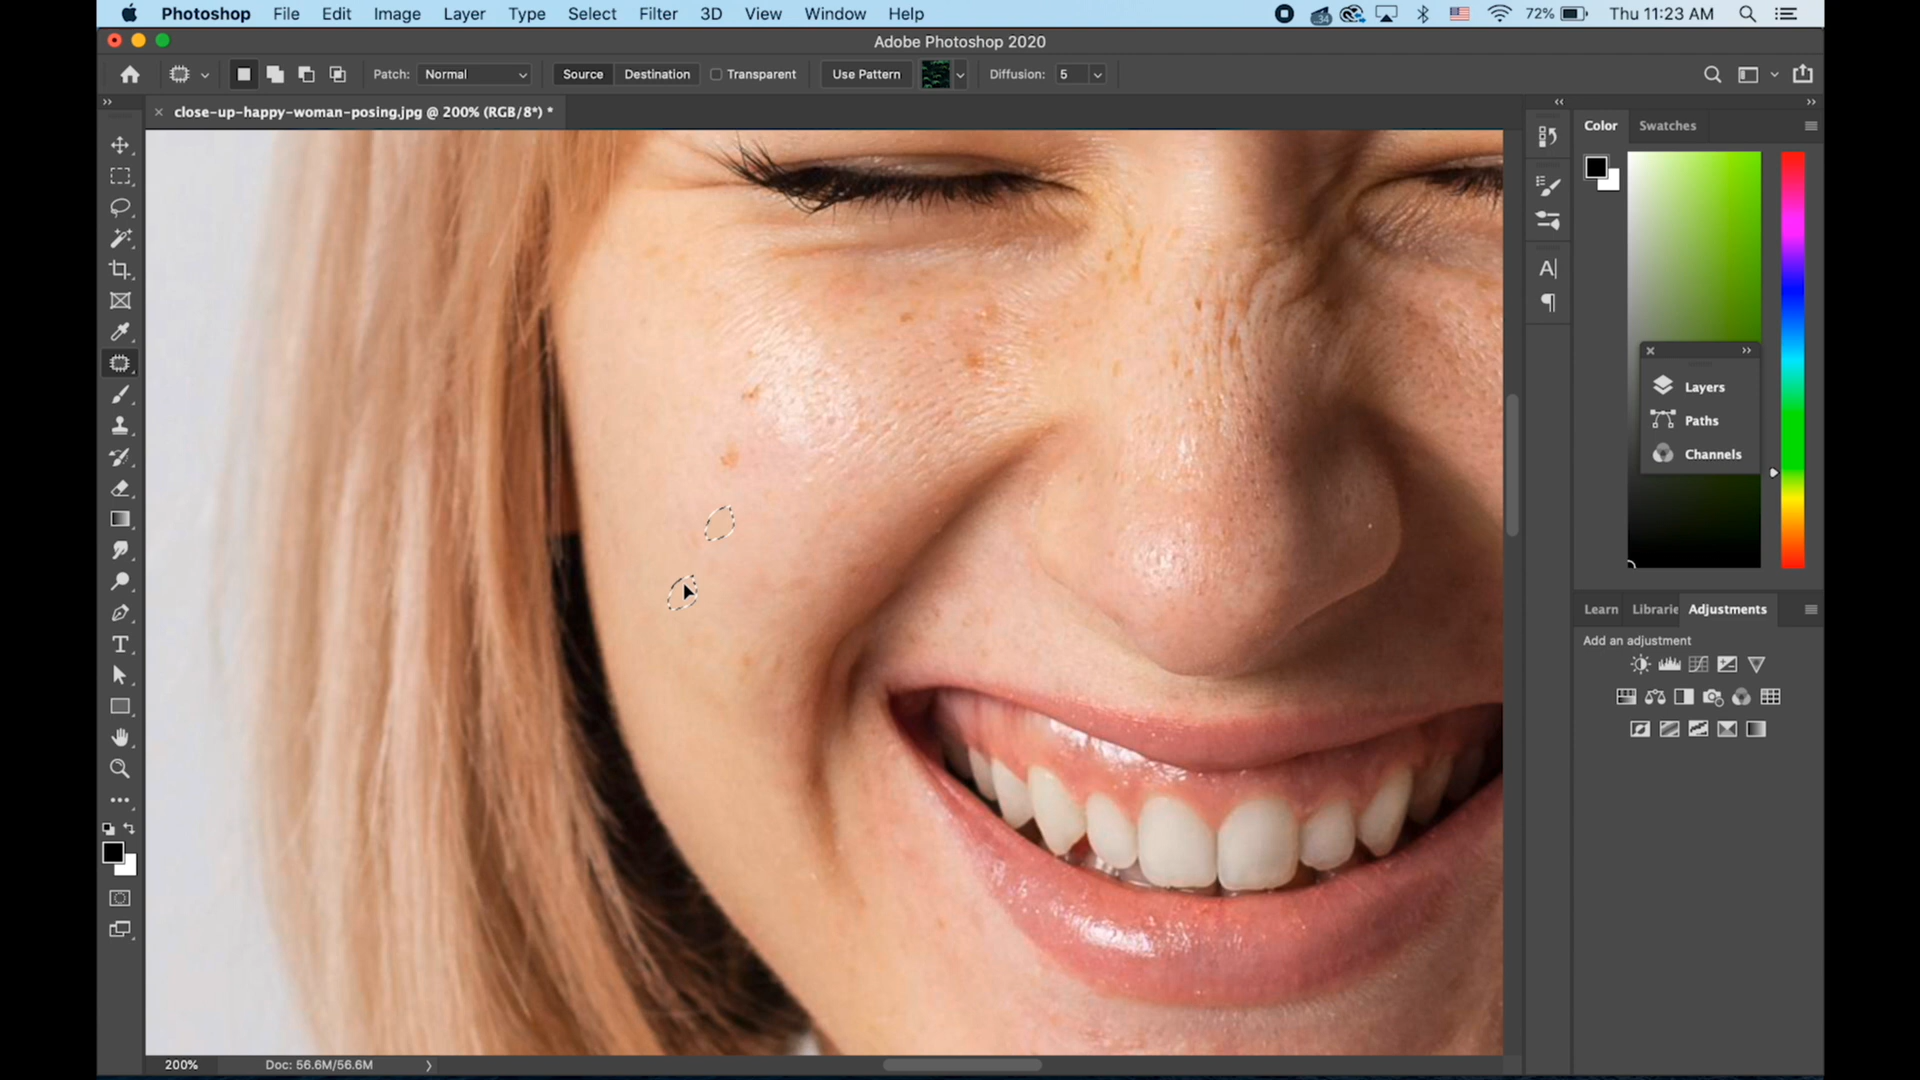 Photoshop File Edit Image Layer Type Select Filter 3D View Window Help 34 72% Thu 11:23 AM
Adobe Photoshop 2020
Patch: Normal Source Destination Transparent Use Pattern Diffusion: 5
close-up-happy-woman-posing.jpg @ 200% (RGB/8*) *
Color Swatches
Layers
Paths
Channels
Learn Librarie Adjustments
Add an adjustment
200% Doc: 56.6M/56.6M